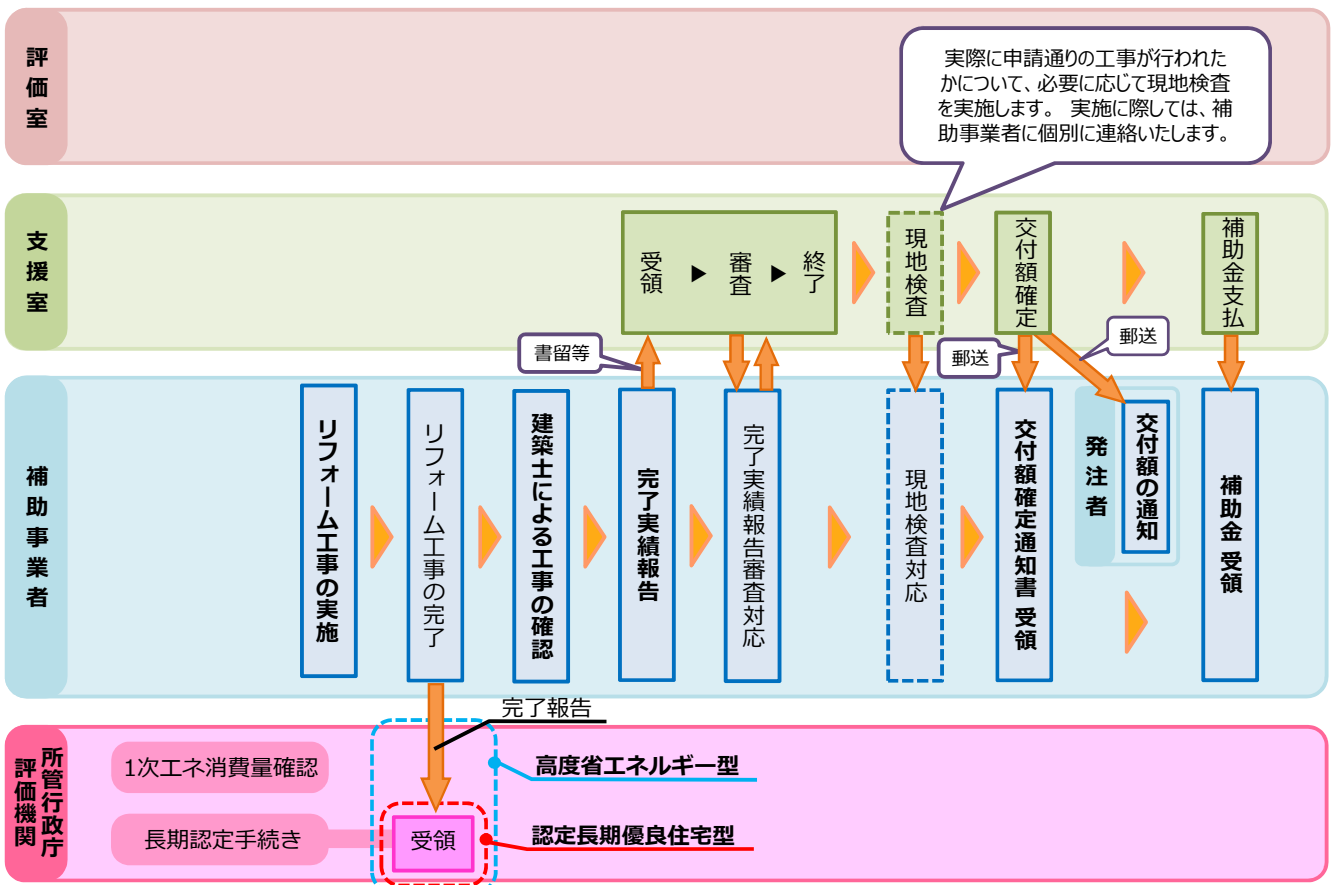 評価室
実際に申請通りの工事が行われた
かについて、必要に応じて現地検査
を実施します。 実施に際しては、補
助事業者に個別に連絡いたします。
支援室
受領 ▶ 審査 ▶ 終了
現地検査
交付額確定
補助金支払
書留等
郵送
郵送
補助事業者
リフォーム工事の実施
リフォーム工事の完了
建築士による工事の確認
完了実績報告
完了実績報告審査対応
現地検査対応
交付額確定通知書 受領
発注者
交付額の通知
補助金 受領
完了報告
所管行政庁
評価機関
1次エネ消費量確認
高度省エネルギー型
長期認定手続き
受領
認定長期優良住宅型